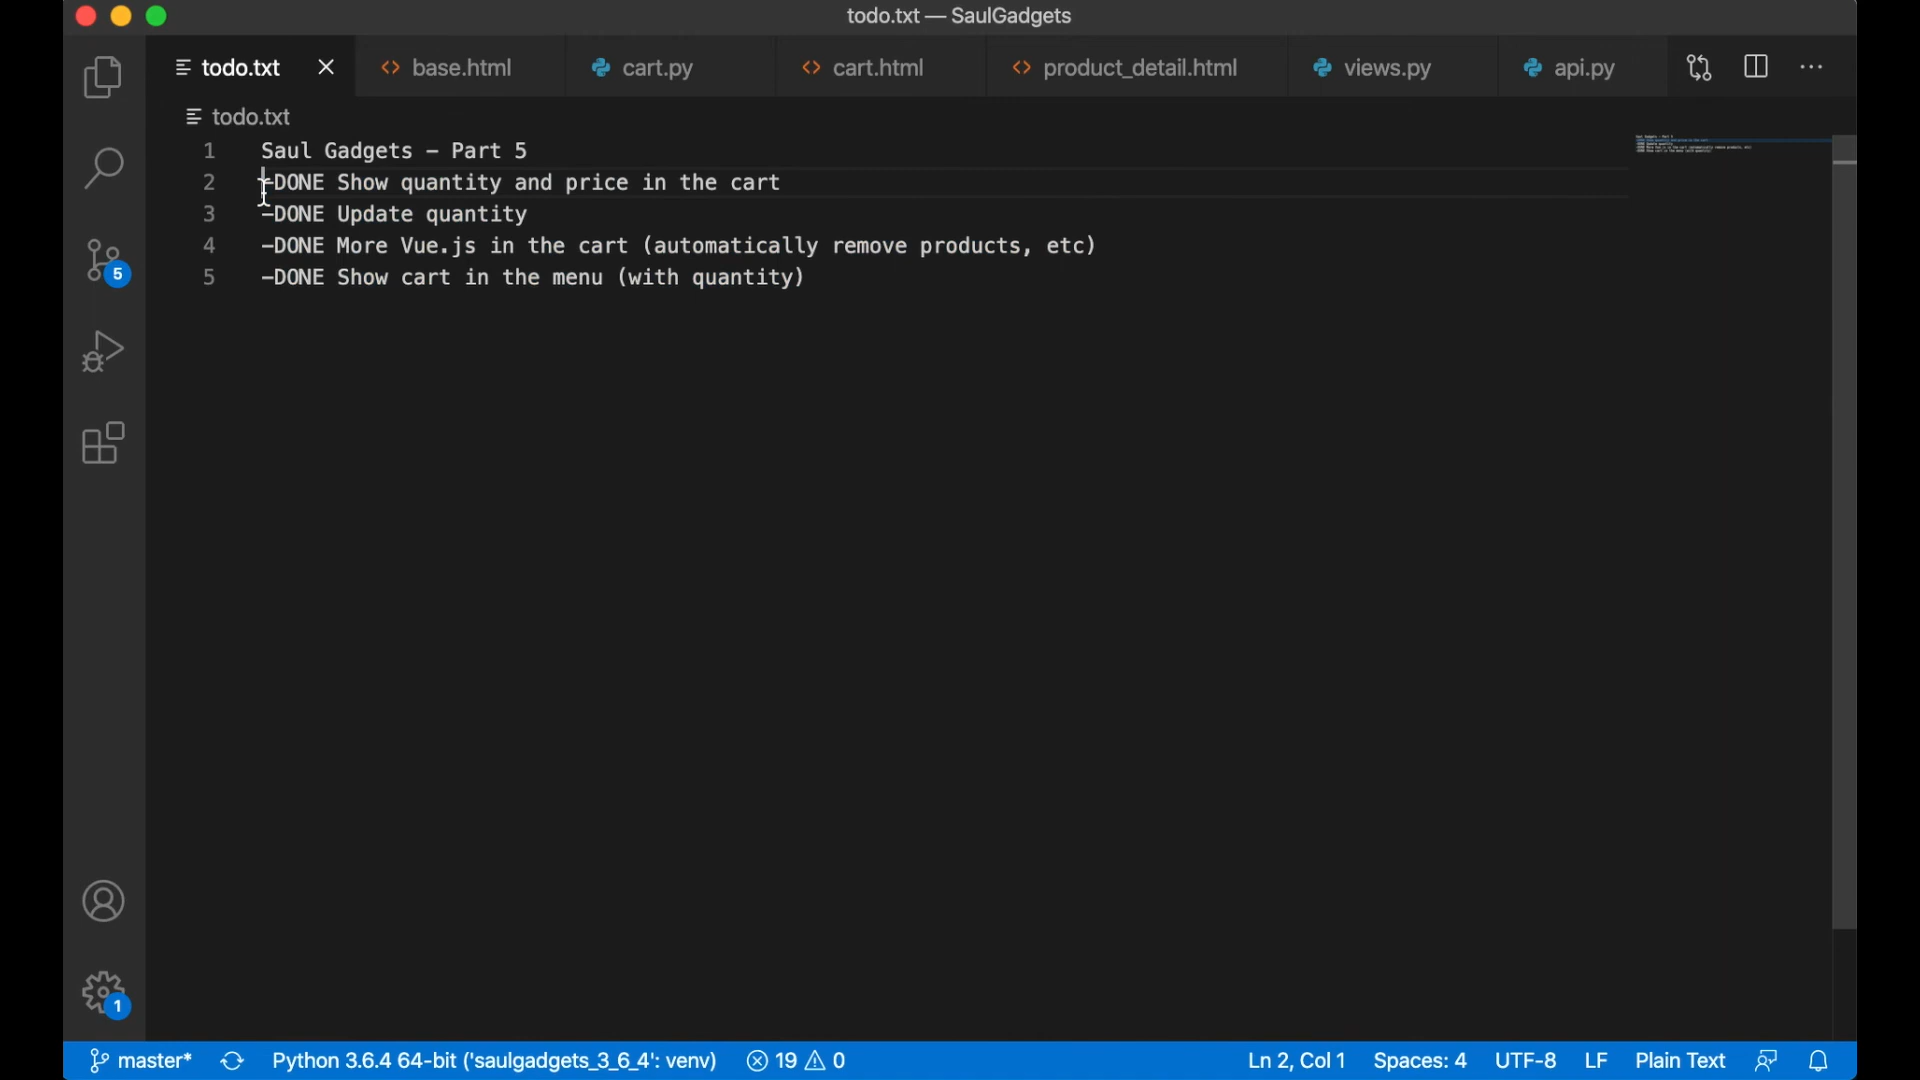 todo.txt — SaulGadgets
todo.txt
base.html
cart.py
cart.html
product_detail.html
views.py
api.py
todo.txt
1 Saul Gadgets – Part 5
2 -DONE Show quantity and price in the cart
3 -DONE Update quantity
4 -DONE More Vue.js in the cart (automatically remove products, etc)
5 -DONE Show cart in the menu (with quantity)
5
1
master* Python 3.6.4 64-bit ('saulgadgets_3_6_4': venv) 19 0 Ln 2, Col 1 Spaces: 4 UTF-8 LF Plain Text